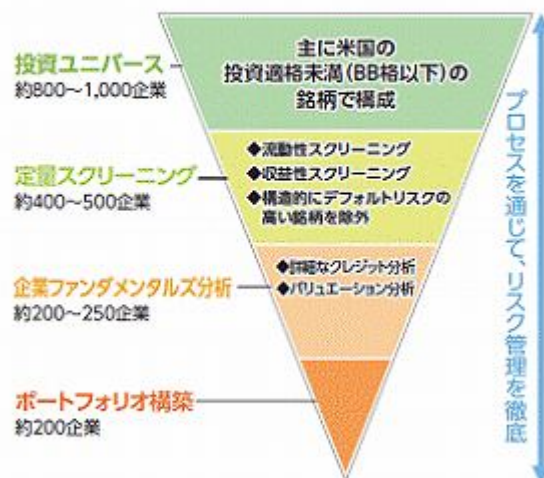 投資ユニバース
約800～1,000企業
主に米国の
投資適格未満(BB格以下)の
銘柄で構成
定量スクリーニング
約400～500企業
◆流動性スクリーニング
◆収益性スクリーニング
◆構造的にデフォルトリスクの
高い銘柄を除外
企業ファンダメンタルズ分析
約200～250企業
◆詳細なクレジット分析
◆バリュエーション分析
ポートフォリオ構築
約200企業
プロセスを通じて、リスク管理を徹底